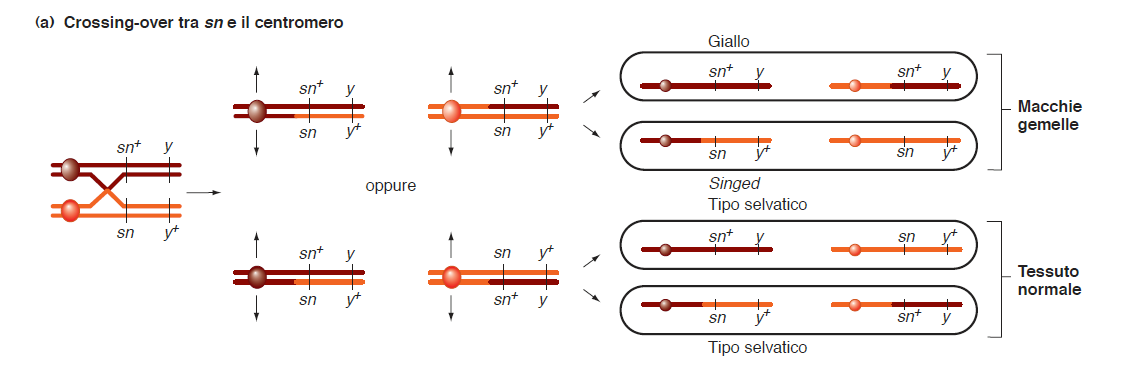 (a) Crossing-over tra sn e il centromero
Giallo
sn+ y
sn+ y
sn+ y
sn+ y
sn y+
sn y+
Macchie
gemelle
sn y+
sn y+
sn+ y
sn y+
Singed
oppure
Tipo selvatico
sn+ y
sn y+
sn+ y
sn y+
sn y+
sn+ y
Tessuto
normale
sn y+
sn+ y
Tipo selvatico